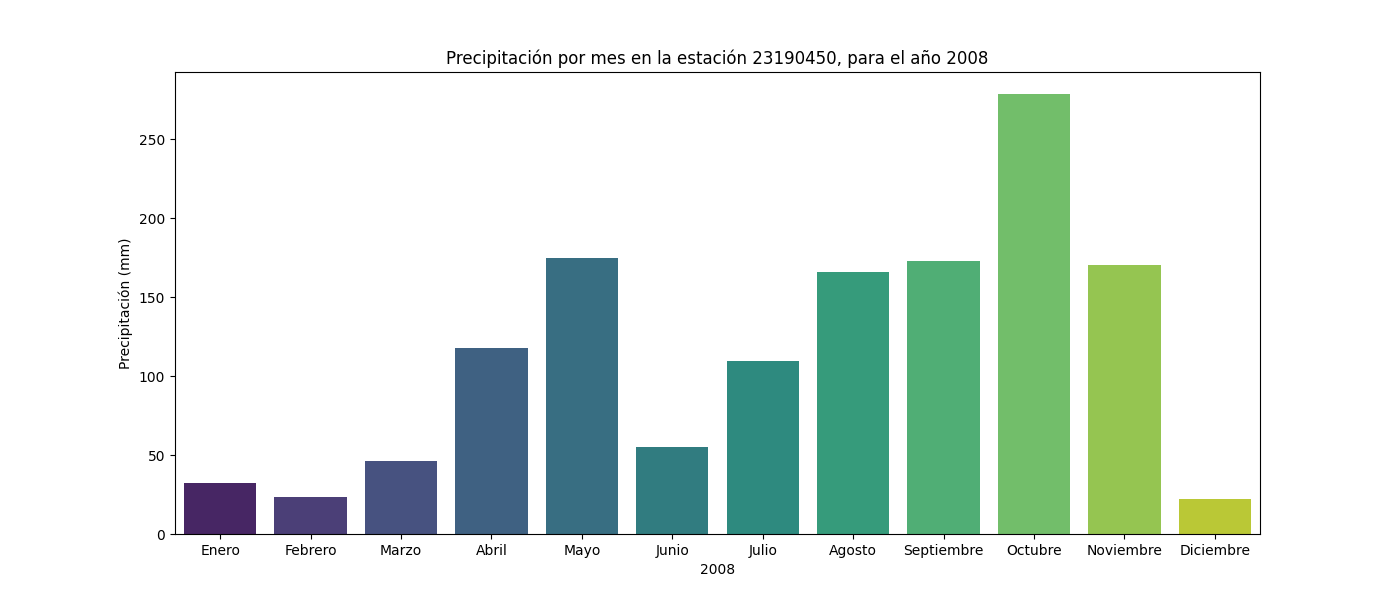 Precipitación por mes en la estación 23190450, para el año 2008
Precipitación (mm)
250
200
150
100
50
0
Enero Febrero Marzo Abril Mayo Junio Julio Agosto Septiembre Octubre Noviembre Diciembre
2008